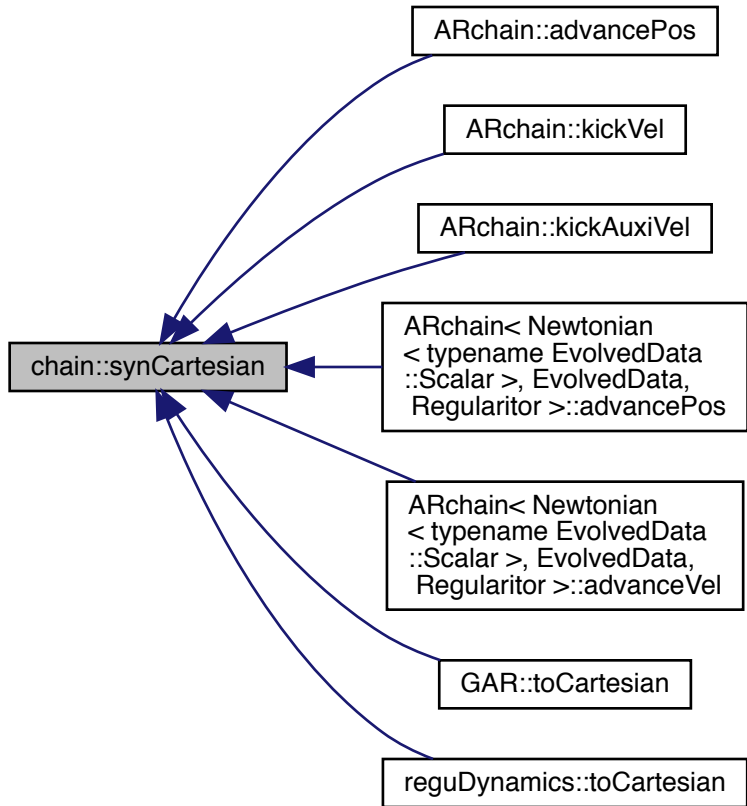 ARchain::advancePos
ARchain::kickVel
ARchain::kickAuxiVel
chain::synCartesian
ARchain< Newtonian
< typename EvolvedData
::Scalar >, EvolvedData,
Regularitor >::advancePos
ARchain< Newtonian
< typename EvolvedData
::Scalar >, EvolvedData,
Regularitor >::advanceVel
GAR::toCartesian
reguDynamics::toCartesian